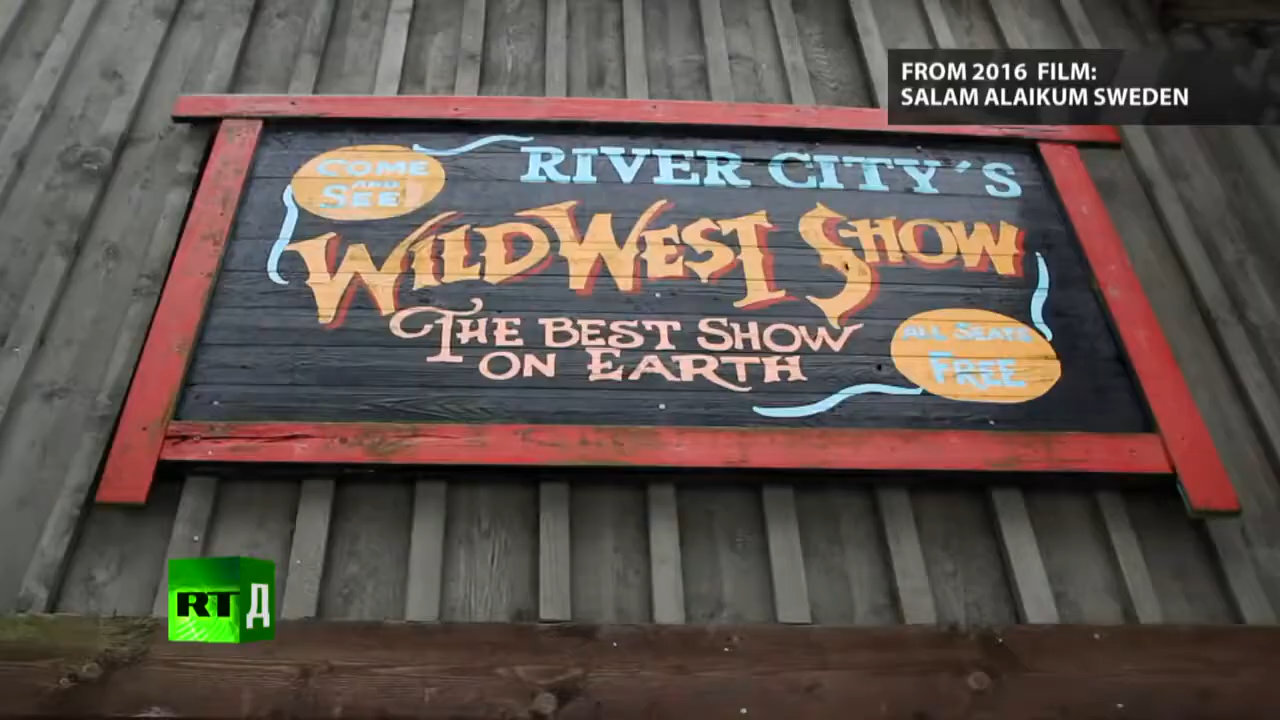 FROM 2016 FILM:
SALAM ALAIKUM SWEDEN
COME
AND
SEE!
RIVER CITY´S
WILD WEST SHOW
THE BEST SHOW
ON EARTH
ALL SEATS
FREE
RT Д